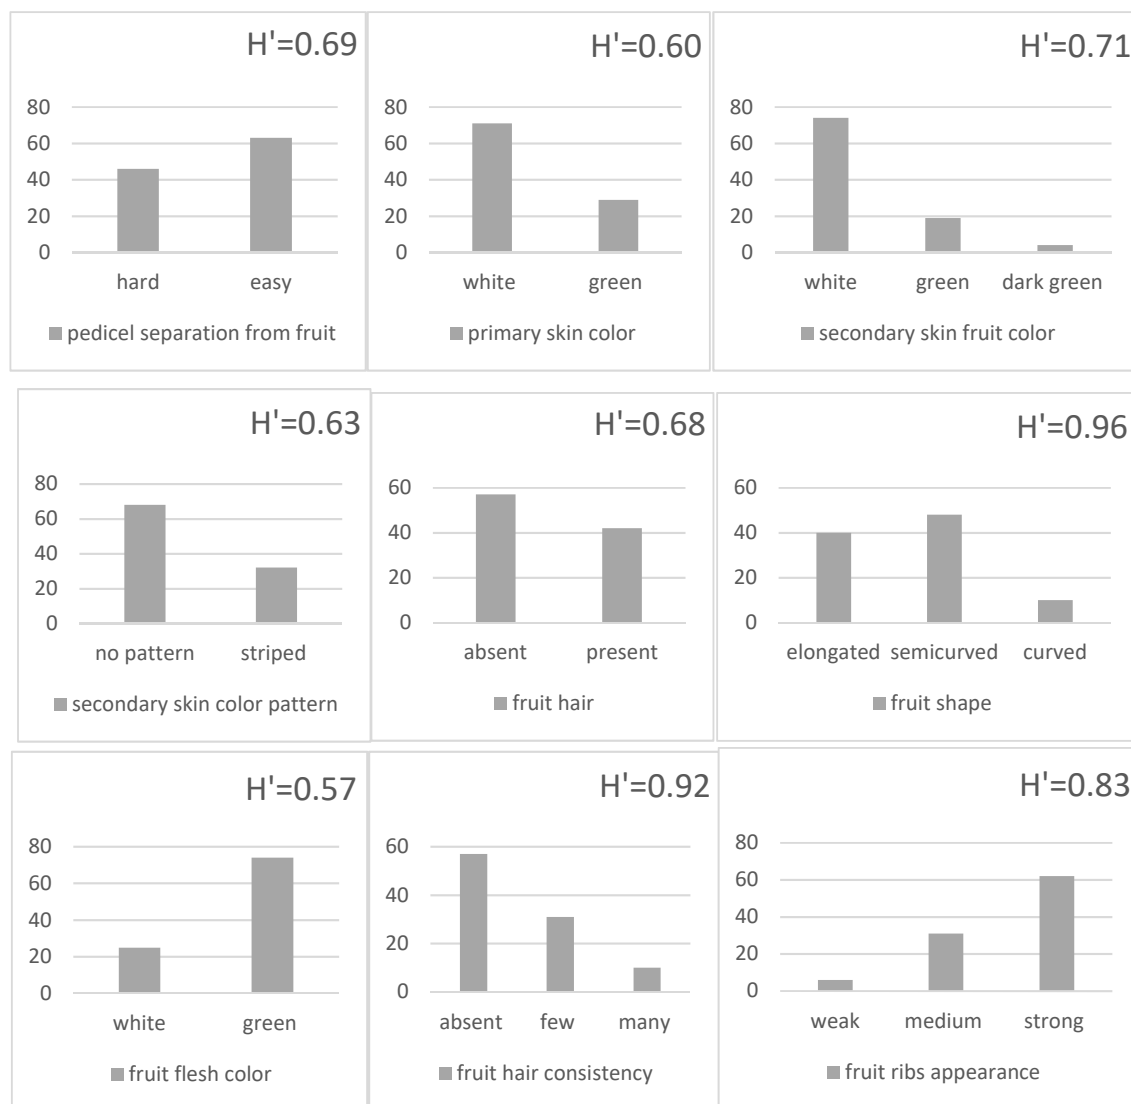 H'=0.69
80
60
40
20
0
hard easy
pedicel separation from fruit
H'=0.60
80
60
40
20
0
white green
primary skin color
H'=0.71
80
60
40
20
0
white green dark green
secondary skin fruit color
H'=0.63
80
60
40
20
0
no pattern striped
secondary skin color pattern
H'=0.68
60
40
20
0
absent present
fruit hair
H'=0.96
60
40
20
0
elongated semicurved curved
fruit shape
H'=0.57
80
60
40
20
0
white green
fruit flesh color
H'=0.92
60
40
20
0
absent few many
fruit hair consistency
H'=0.83
80
60
40
20
0
weak medium strong
fruit ribs appearance